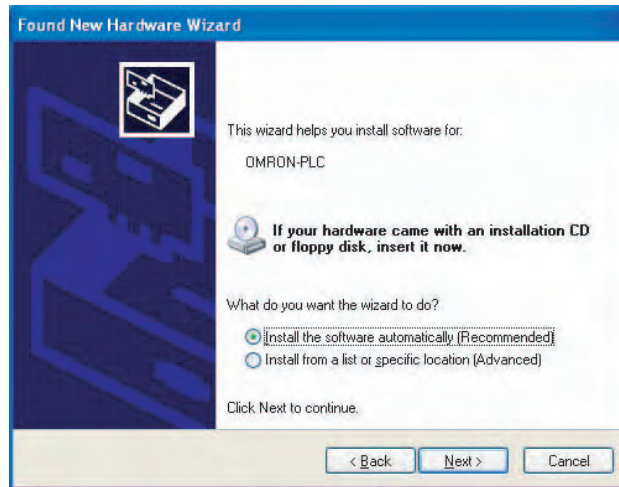 Found New Hardware Wizard
This wizard helps you install software for:
OMRON-PLC
If your hardware came with an installation CD
or floppy disk, insert it now.
What do you want the wizard to do?
Install the software automatically (Recommended)
Install from a list or specific location (Advanced)
Click Next to continue.
< Back Next > Cancel